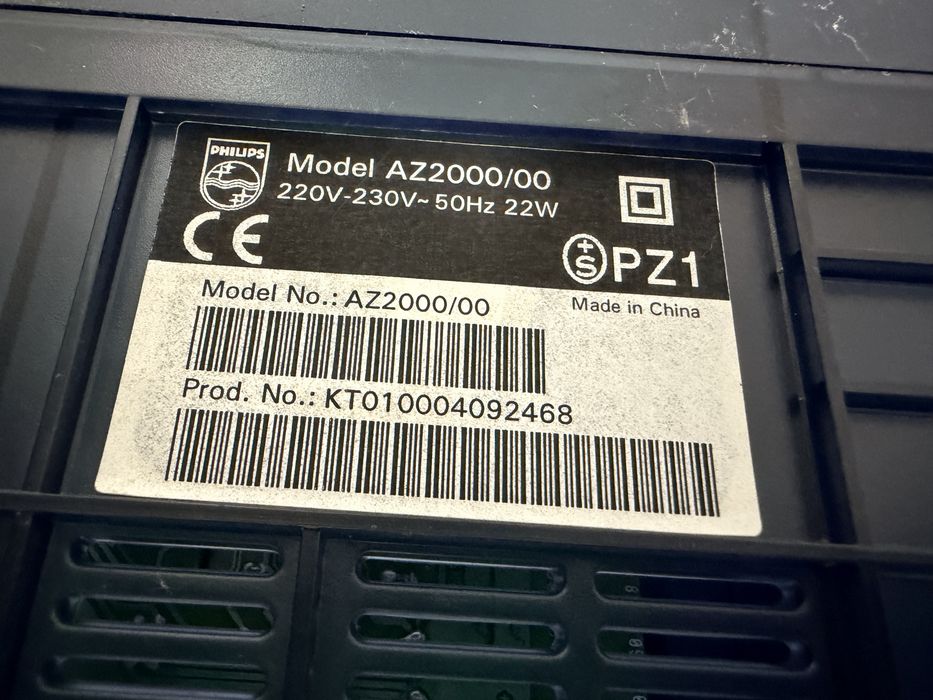 PHILIPS
Model AZ2000/00
220V-230V~ 50Hz 22W
CE
S PZ1
Model No.: AZ2000/00
Made in China
Prod. No.: KT010004092468